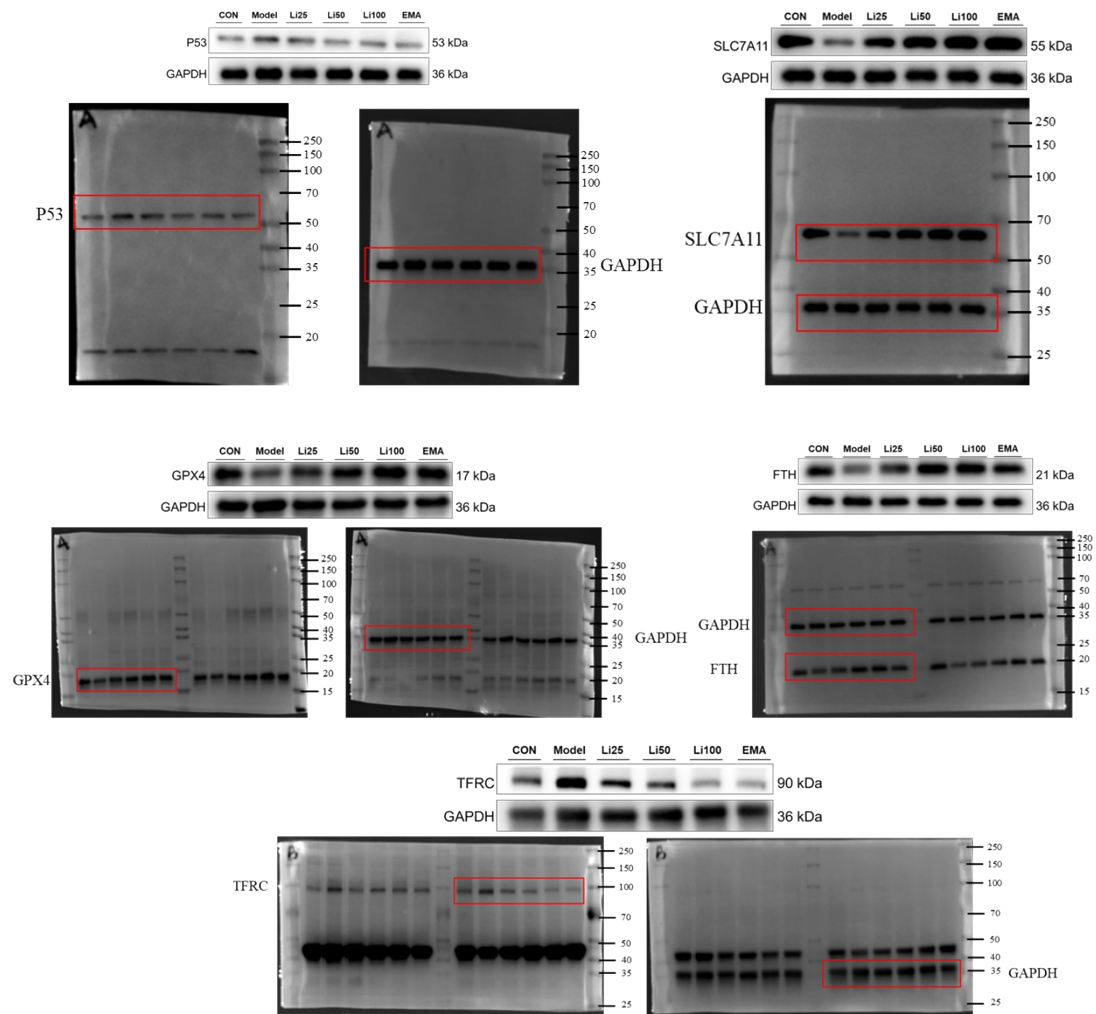 CON Model Li25 Li50 Li100 EMA
P53 53 kDa
GAPDH 36 kDa
A
250
150
100
70
50
40
35
25
20
P53
A
250
150
100
70
50
40
35
25
20
GAPDH
CON Model Li25 Li50 Li100 EMA
SLC7A11 55 kDa
GAPDH 36 kDa
250
150
100
70
50
40
35
25
SLC7A11
GAPDH
CON Model Li25 Li50 Li100 EMA
GPX4 17 kDa
GAPDH 36 kDa
A
250
150
100
70
50
40
35
25
20
15
GPX4
A
250
150
100
70
50
40
35
25
20
15
GAPDH
CON Model Li25 Li50 Li100 EMA
FTH 21 kDa
GAPDH 36 kDa
A
250
150
100
70
50
40
35
20
15
GAPDH
FTH
CON Model Li25 Li50 Li100 EMA
TFRC 90 kDa
GAPDH 36 kDa
B
250
150
100
70
50
40
35
25
TFRC
B
250
150
100
70
50
40
35
25
GAPDH